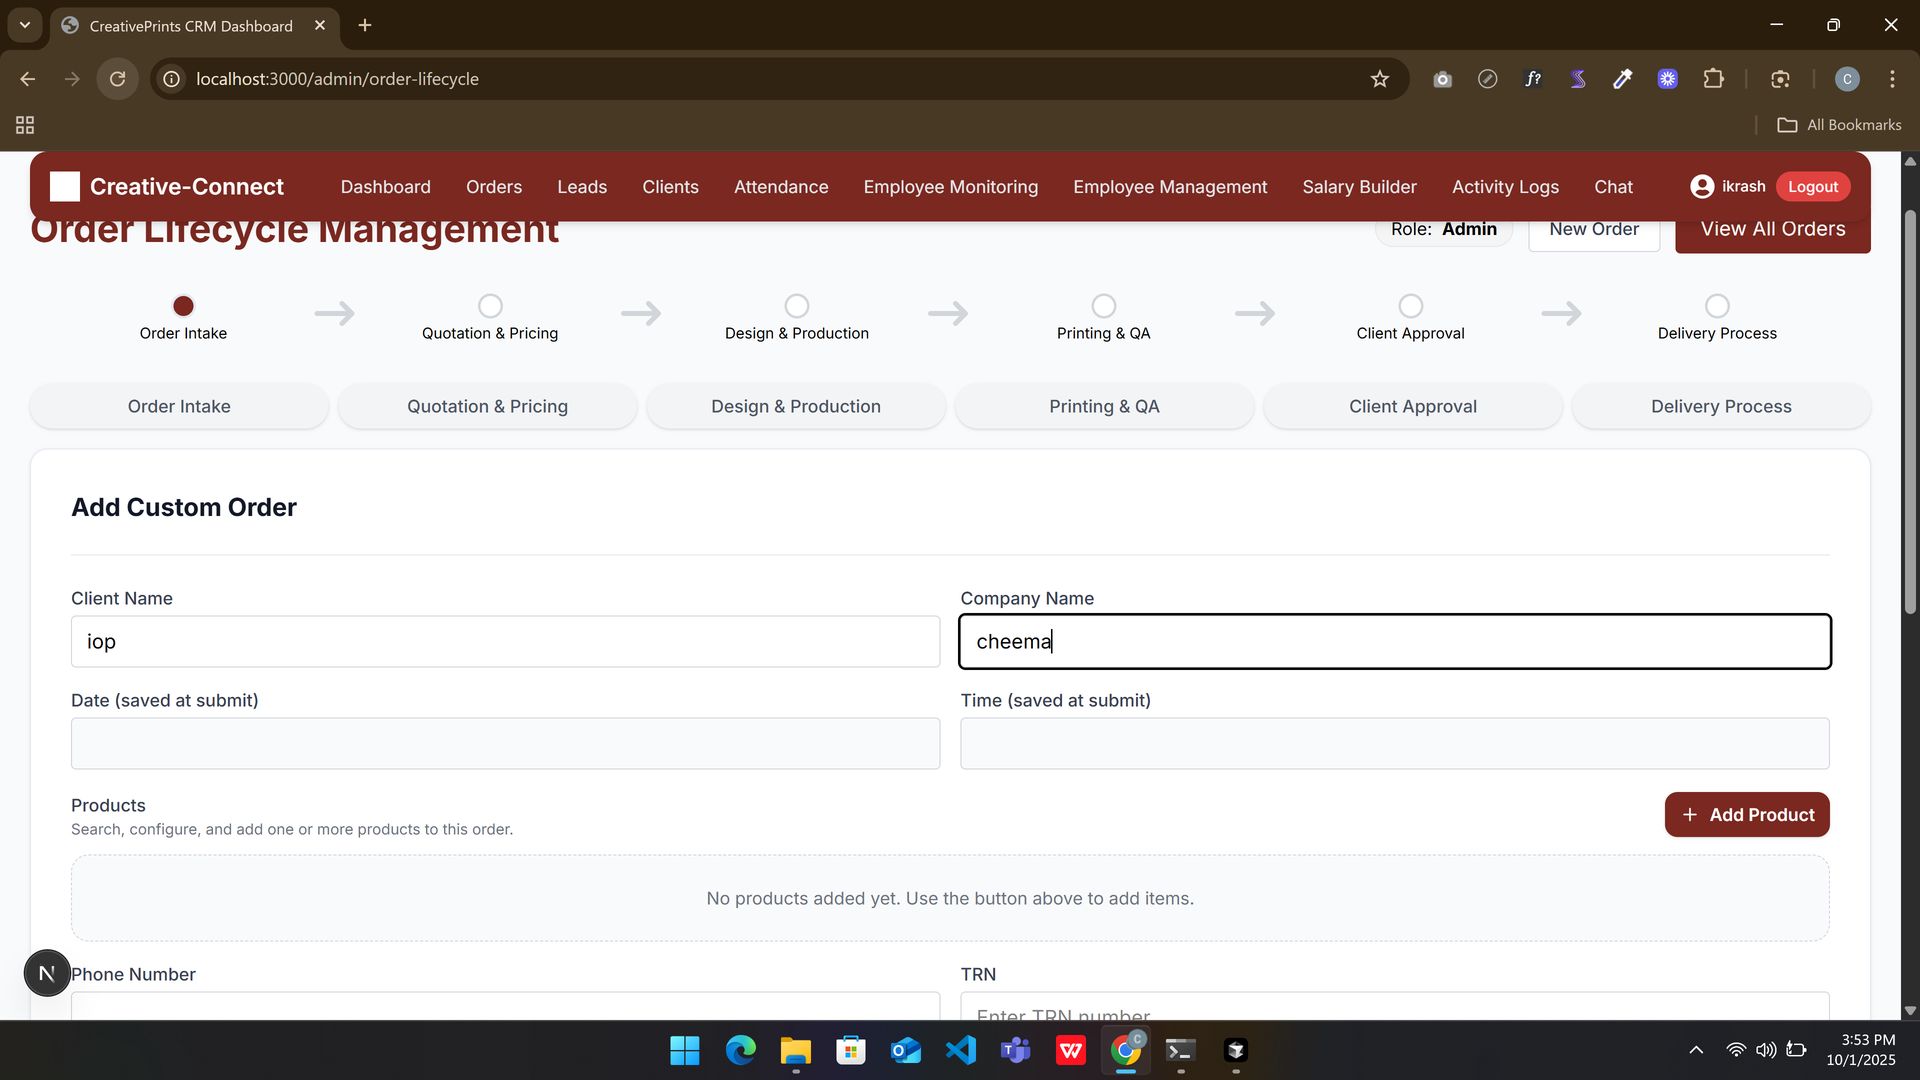 CreativePrints CRM Dashboard
localhost:3000/admin/order-lifecycle
f?
C
All Bookmarks
Creative-Connect
Dashboard
Orders
Leads
Clients
Attendance
Employee Monitoring
Employee Management
Salary Builder
Activity Logs
Chat
ikrash
Logout
Order Lifecycle Management
Role: Admin
New Order
View All Orders
Order Intake
Quotation & Pricing
Design & Production
Printing & QA
Client Approval
Delivery Process
Order Intake
Quotation & Pricing
Design & Production
Printing & QA
Client Approval
Delivery Process
Add Custom Order
Client Name
Company Name
iop
cheema
Date (saved at submit)
Time (saved at submit)
Products
Search, configure, and add one or more products to this order.
+ Add Product
No products added yet. Use the button above to add items.
N
Phone Number
TRN
Enter TRN number
C
3:53 PM
10/1/2025